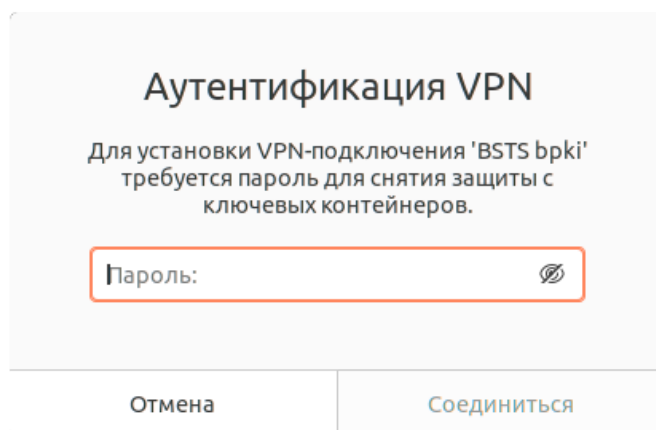 Аутентификация VPN
Для установки VPN-подключения 'BSTS bpki'
требуется пароль для снятия защиты с
ключевых контейнеров.
Пароль:
Отмена
Соединиться